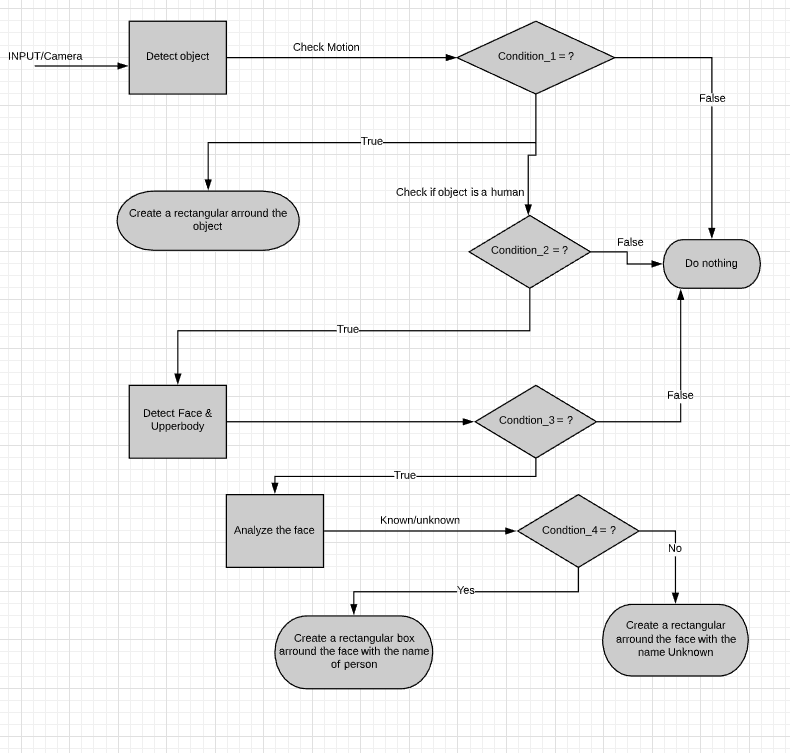 INPUT/Camera
Detect object
Check Motion
Condition_1 = ?
False
True
Create a rectangular arround the
object
Check if object is a human
Condition_2 = ?
False
Do nothing
True
Detect Face &
Upperbody
Condtion_3 = ?
False
True
Analyze the face
Known/unknown
Condtion_4 = ?
No
Yes
Create a rectangular box
arround the face with the name
of person
Create a rectangular
arround the face with the
name Unknown